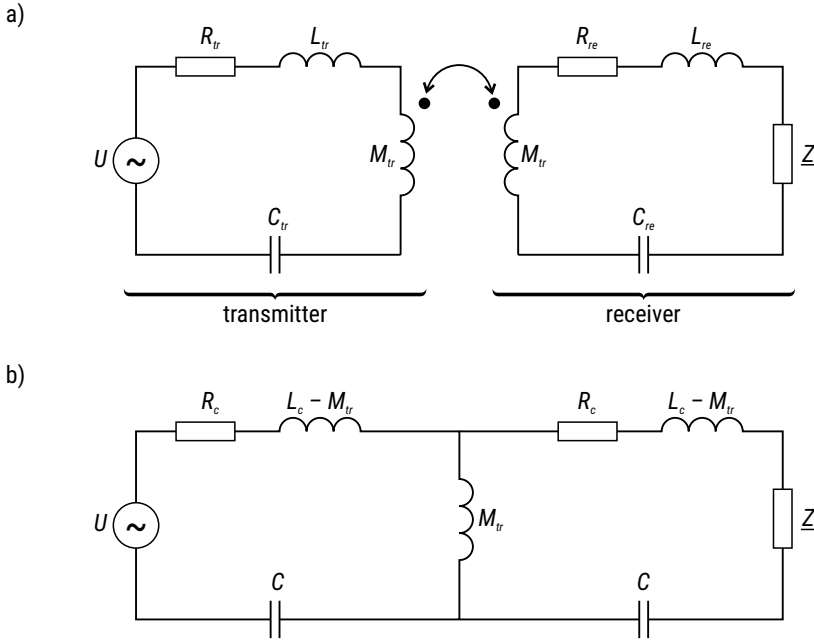 a)
R_tr L_tr R_re L_re
U ~ M_tr M_tr Z
C_tr C_re
transmitter receiver
b)
R_c L_c – M_tr R_c L_c – M_tr
U ~ M_tr Z
C C